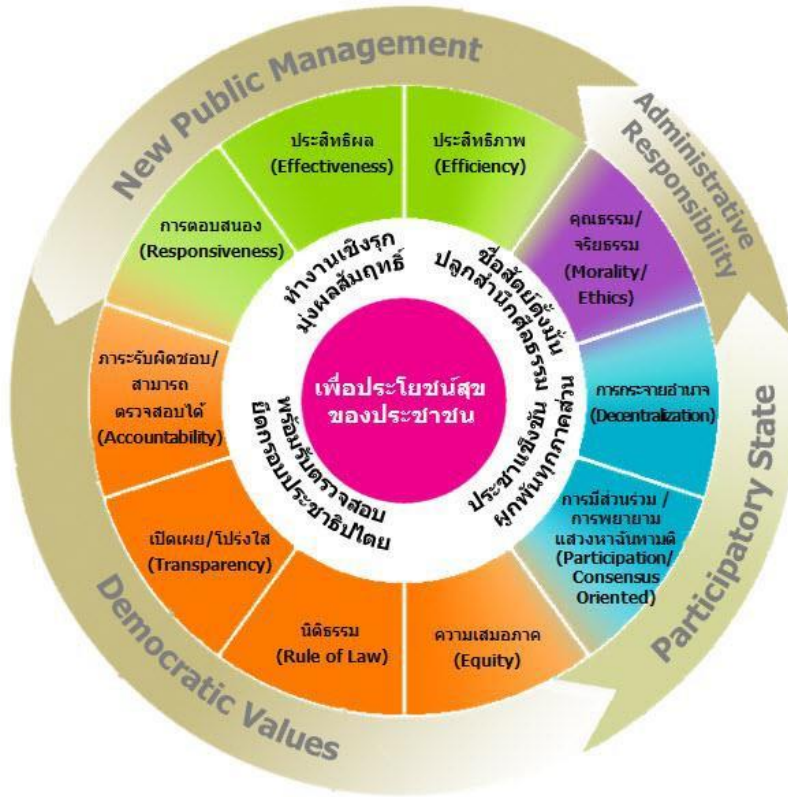 New Public Management
Administrative
Responsibility
Participatory State
Democratic Values
ประสิทธิภาพ
(Efficiency)
คุณธรรม/
จริยธรรม
(Morality/
Ethics)
การกระจายอำนาจ
(Decentralization)
การมีส่วนร่วม /
การพยายาม
แสวงหาฉันทามติ
(Participation/
Consensus
Oriented)
ความเสมอภาค
(Equity)
นิติธรรม
(Rule of Law)
เปิดเผย/โปร่งใส
(Transparency)
ภาระรับผิดชอบ/
สามารถ
ตรวจสอบได้
(Accountability)
การตอบสนอง
(Responsiveness)
ประสิทธิผล
(Effectiveness)
ทำงานเชิงรุก
มุ่งผลสัมฤทธิ์
ซื่อสัตย์ตั้งมั่น
ปลูกสำนึกศีลธรรม
ประชาแข็งขัน
ผูกพันทุกภาคส่วน
พร้อมรับตรวจสอบ
ยึดกรอบประชาธิปไตย
เพื่อประโยชน์สุข
ของประชาชน